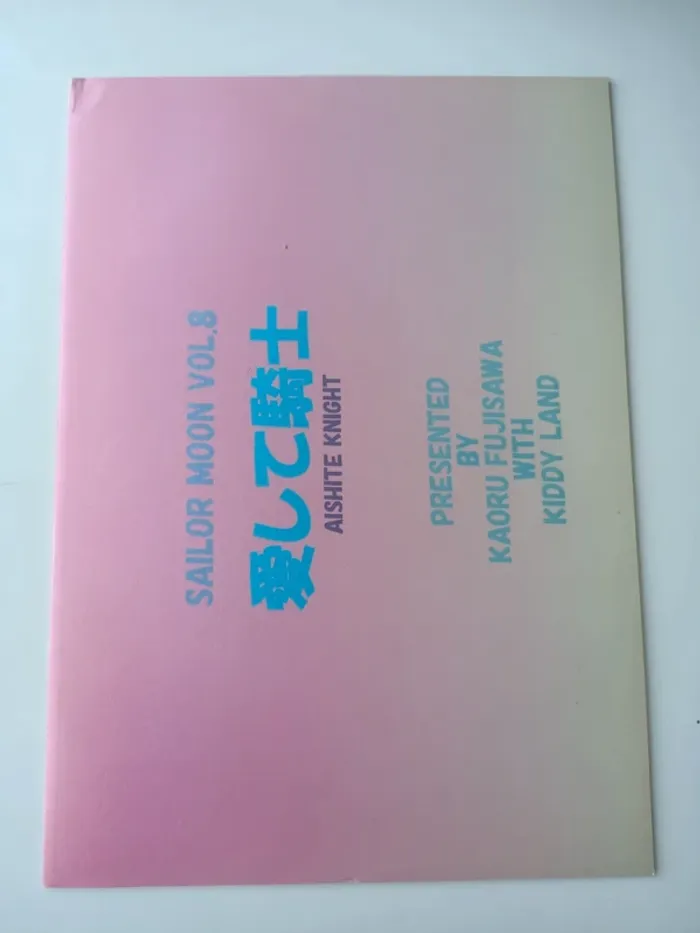 SAILOR MOON VOL.8
愛して騎士
AISHITE KNIGHT
PRESENTED
BY
KAORU FUJISAWA
WITH
KIDDY LAND